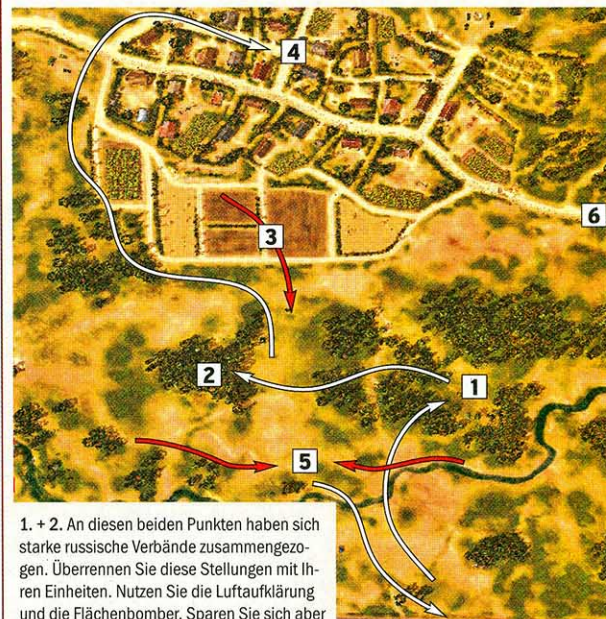 4
6
3
2
1
5
1. + 2. An diesen beiden Punkten haben sich
starke russische Verbände zusammengezo-
gen. Überrennen Sie diese Stellungen mit Ih-
ren Einheiten. Nutzen Sie die Luftaufklärung
und die Flächenbomber. Sparen Sie sich aber